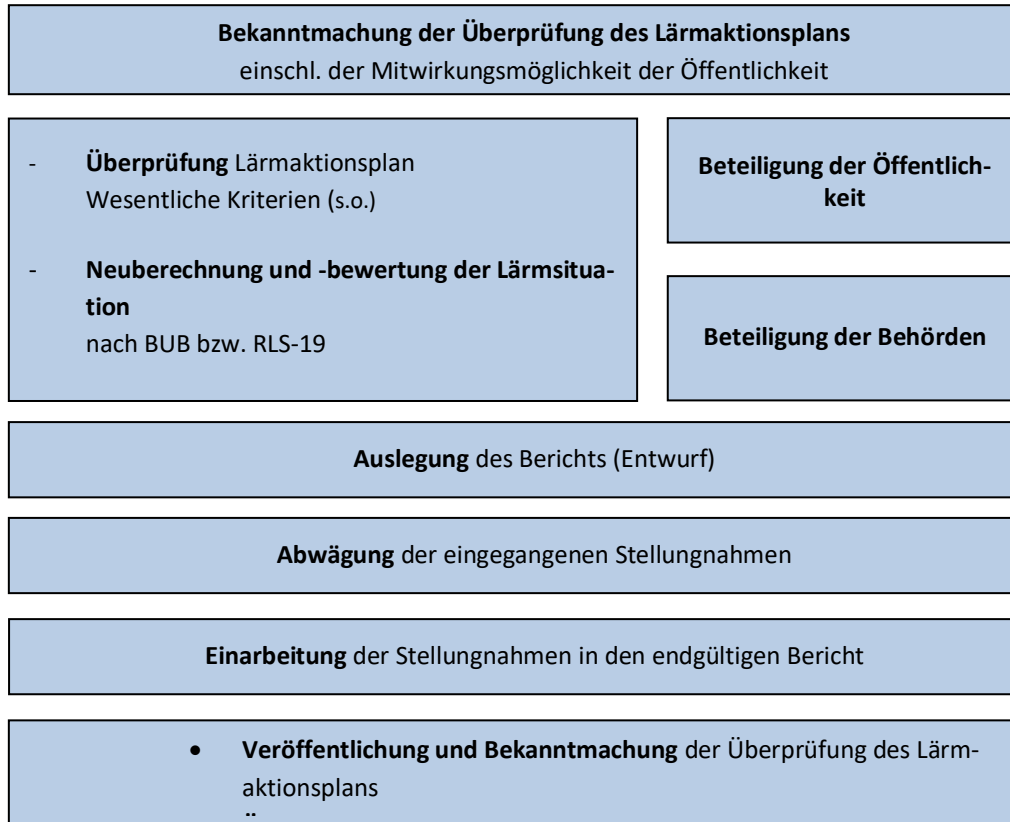 Bekanntmachung der Überprüfung des Lärmaktionsplans
einschl. der Mitwirkungsmöglichkeit der Öffentlichkeit
- Überprüfung Lärmaktionsplan
Wesentliche Kriterien (s.o.)
- Neuberechnung und -bewertung der Lärmsitua-
tion
nach BUB bzw. RLS-19
Beteiligung der Öffentlich-
keit
Beteiligung der Behörden
Auslegung des Berichts (Entwurf)
Abwägung der eingegangenen Stellungnahmen
Einarbeitung der Stellungnahmen in den endgültigen Bericht
• Veröffentlichung und Bekanntmachung der Überprüfung des Lärm-
aktionsplans